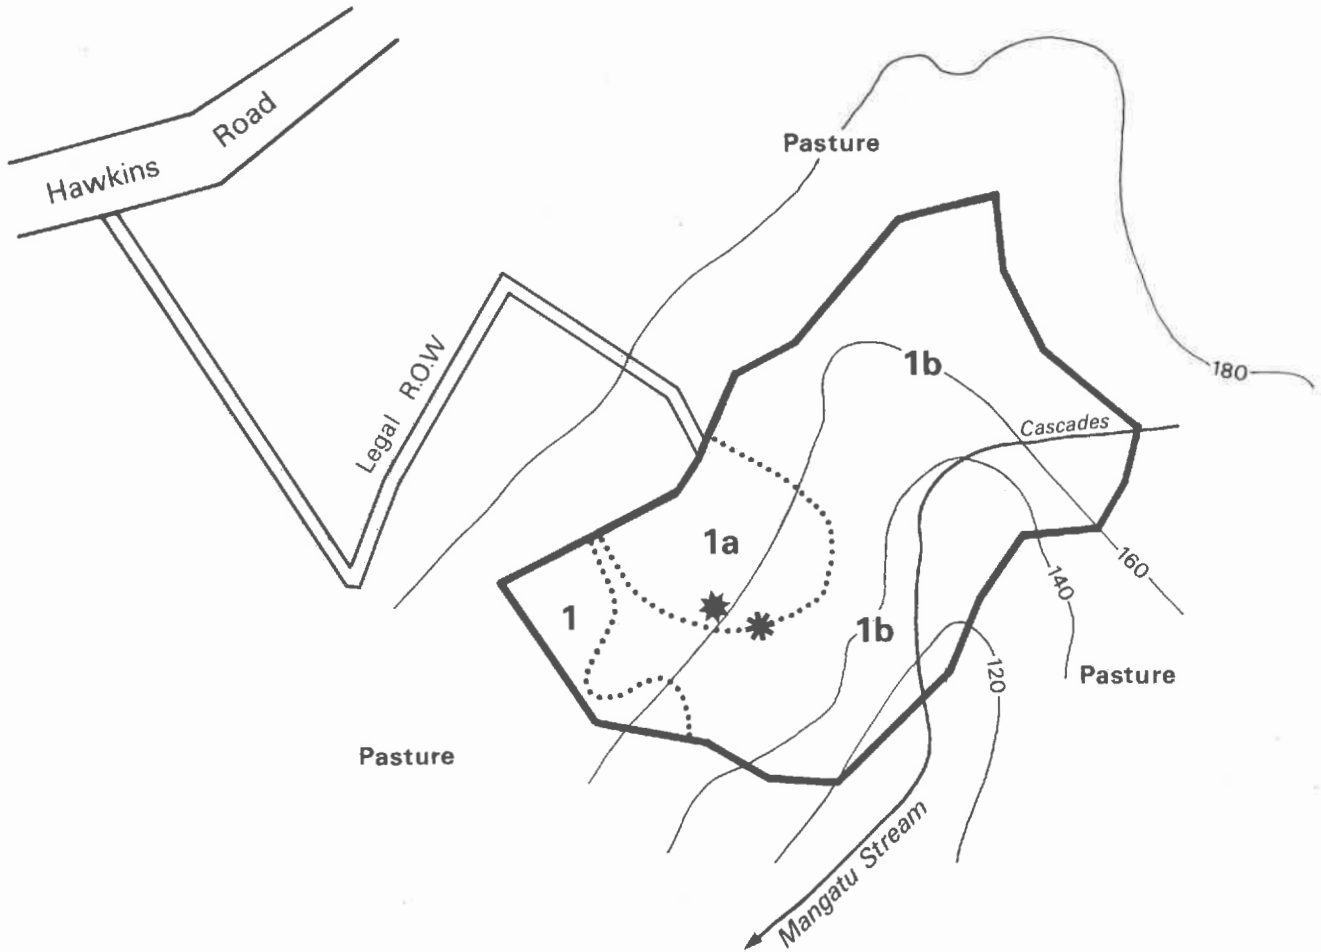 Hawkins Road
Pasture
Legal R.O.W
1b
180
Cascades
1a
160
140
1
1b
120
Pasture
Pasture
Mangatu Stream